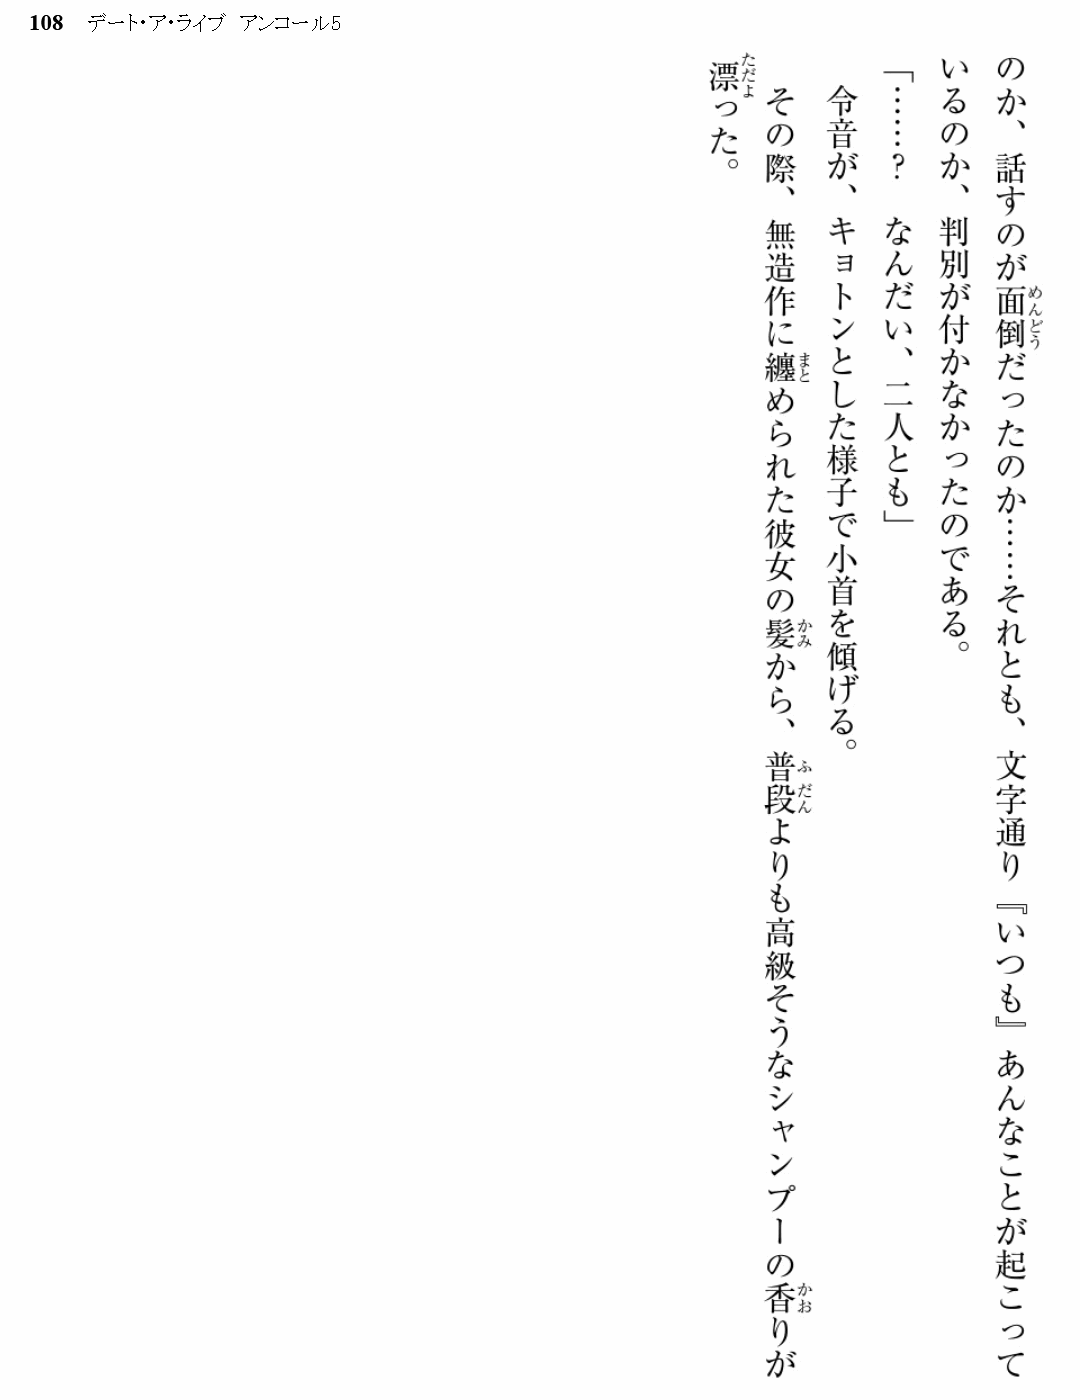 108 デート・ア・ライブ アンコール5
のか、話すのが面倒だったのか……それとも、文字通り『いつも』あんなことが起こって
いるのか、判別が付かなかったのである。
「……? なんだい、二人とも」
令音が、キョトンとした様子で小首を傾げる。
その際、無造作に纏められた彼女の髪から、普段よりも高級そうなシャンプーの香りが
漂った。